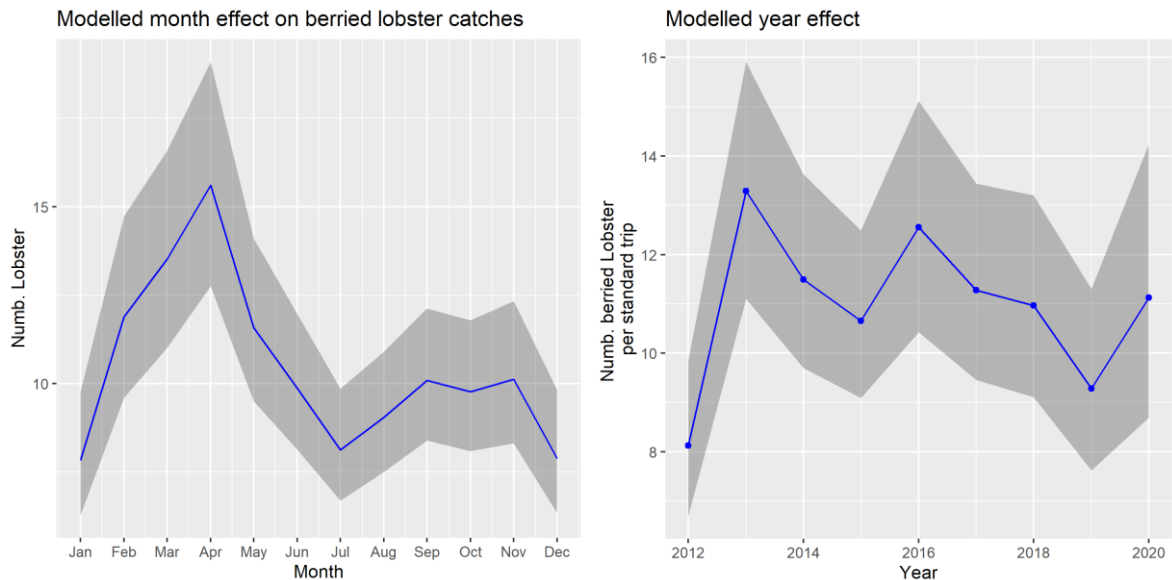 Modelled month effect on berried lobster catches
Numb. Lobster
15
10
Jan Feb Mar Apr May Jun Jul Aug Sep Oct Nov Dec
Month
Modelled year effect
Numb. berried Lobster
per standard trip
16
14
12
10
8
2012 2014 2016 2018 2020
Year